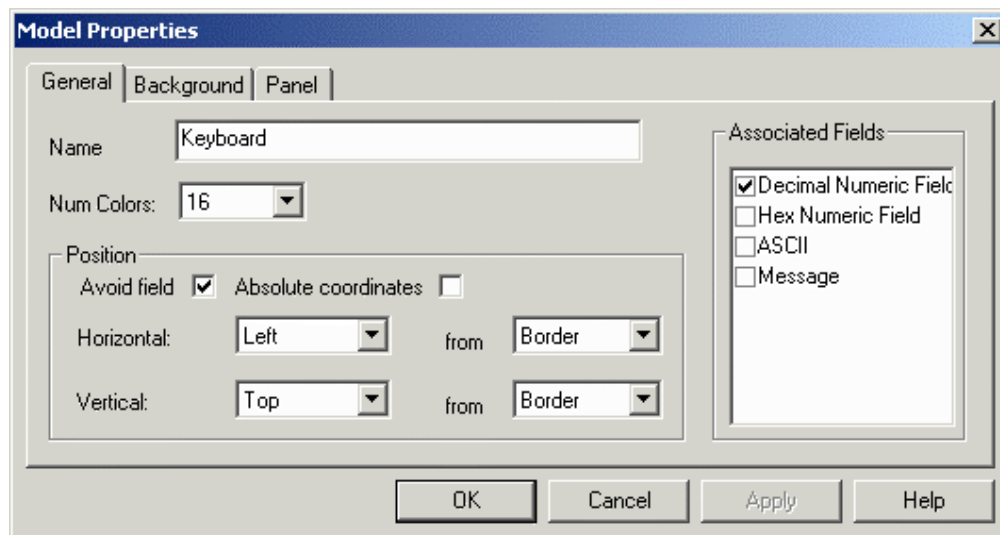 Model Properties
General Background Panel
Name Keyboard
Num Colors: 16
Position
Avoid field Absolute coordinates
Horizontal: Left from Border
Vertical: Top from Border
Associated Fields
Decimal Numeric Field
Hex Numeric Field
ASCII
Message
OK Cancel Apply Help